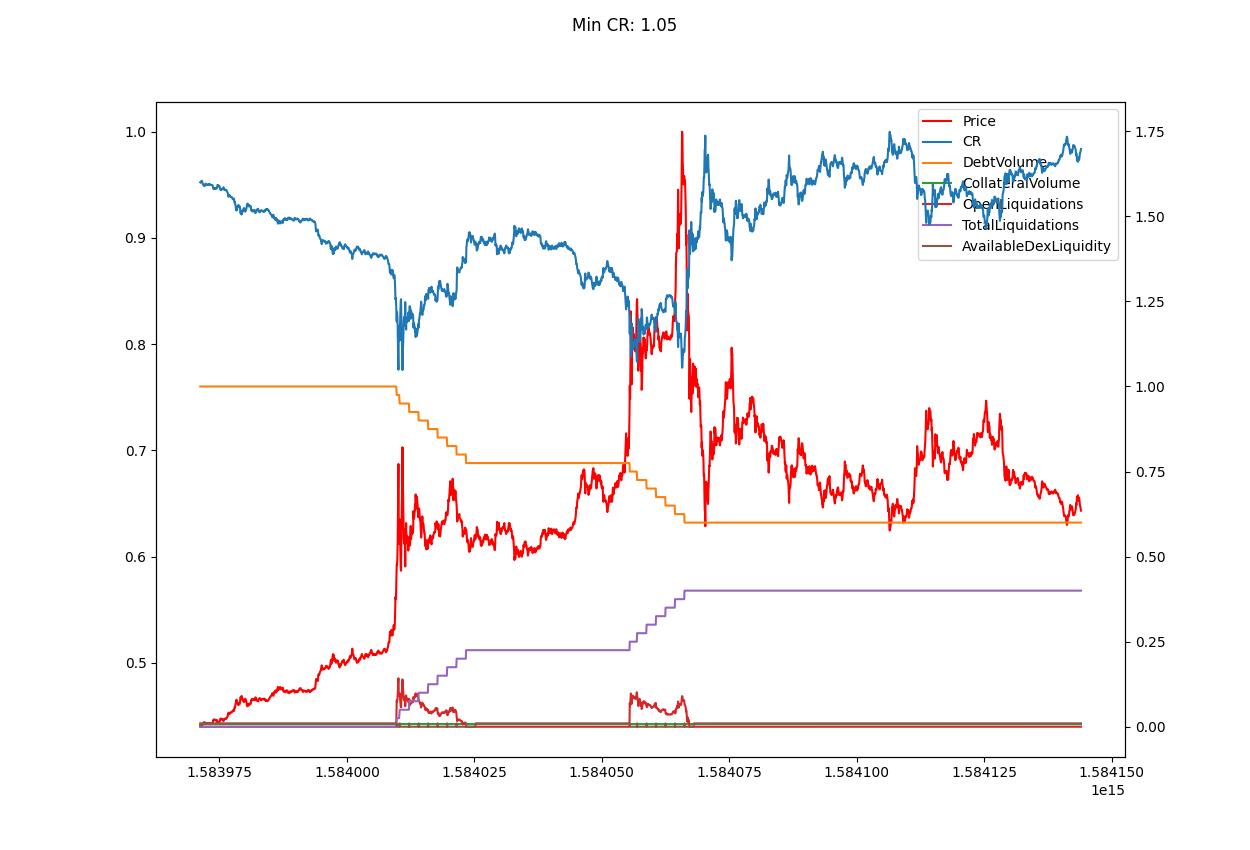 Min CR: 1.05
1.0
0.9
0.8
0.7
0.6
0.5
1.75
1.50
1.25
1.00
0.75
0.50
0.25
0.00
Price
CR
DebtVolume
CollateralVolume
OpenLiquidations
TotalLiquidations
AvailableDexLiquidity
1.583975 1.584000 1.584025 1.584050 1.584075 1.584100 1.584125 1.584150
1e15